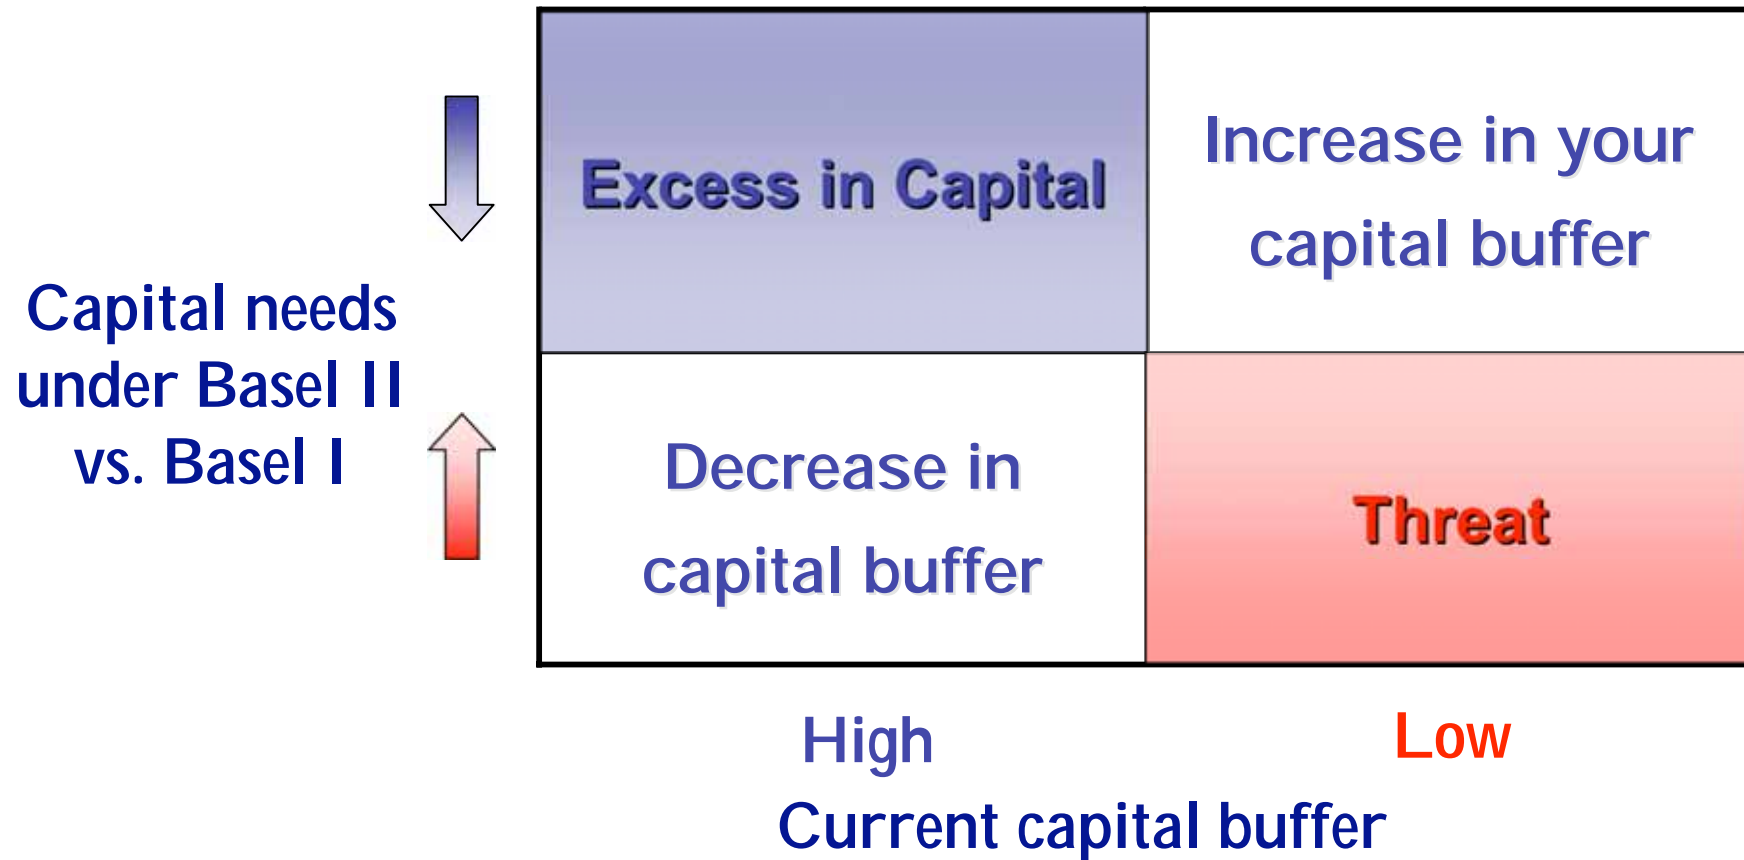 Excess in Capital
Increase in your
capital buffer
Capital needs
under Basel II
vs. Basel I
Decrease in
capital buffer
Threat
High
Low
Current capital buffer